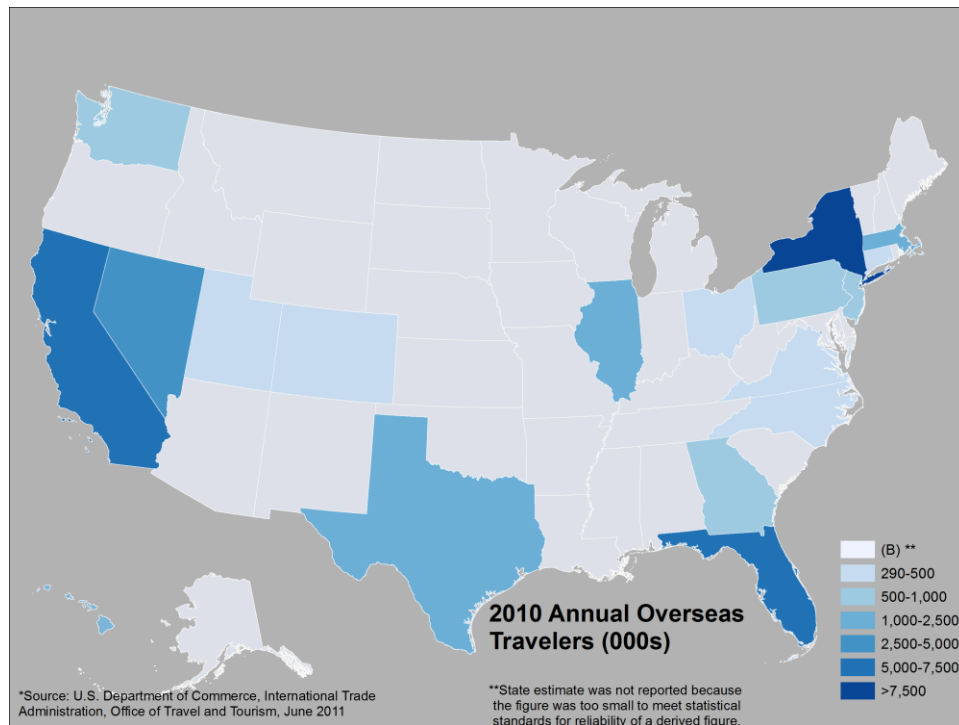 2010 Annual Overseas
Travelers (000s)
(B) **
290-500
500-1,000
1,000-2,500
2,500-5,000
5,000-7,500
>7,500
*Source: U.S. Department of Commerce, International Trade
Administration, Office of Travel and Tourism, June 2011
**State estimate was not reported because
the figure was too small to meet statistical
standards for reliability of a derived figure.